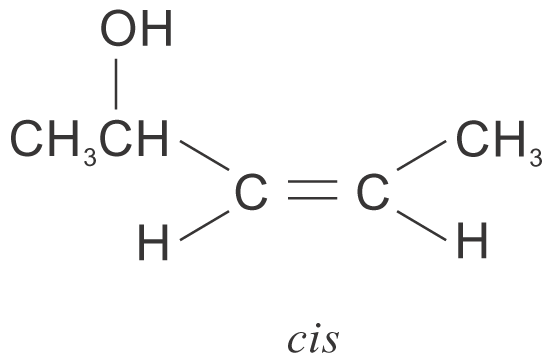 OH
CH₃CH CH₃
C = C
H H
cis